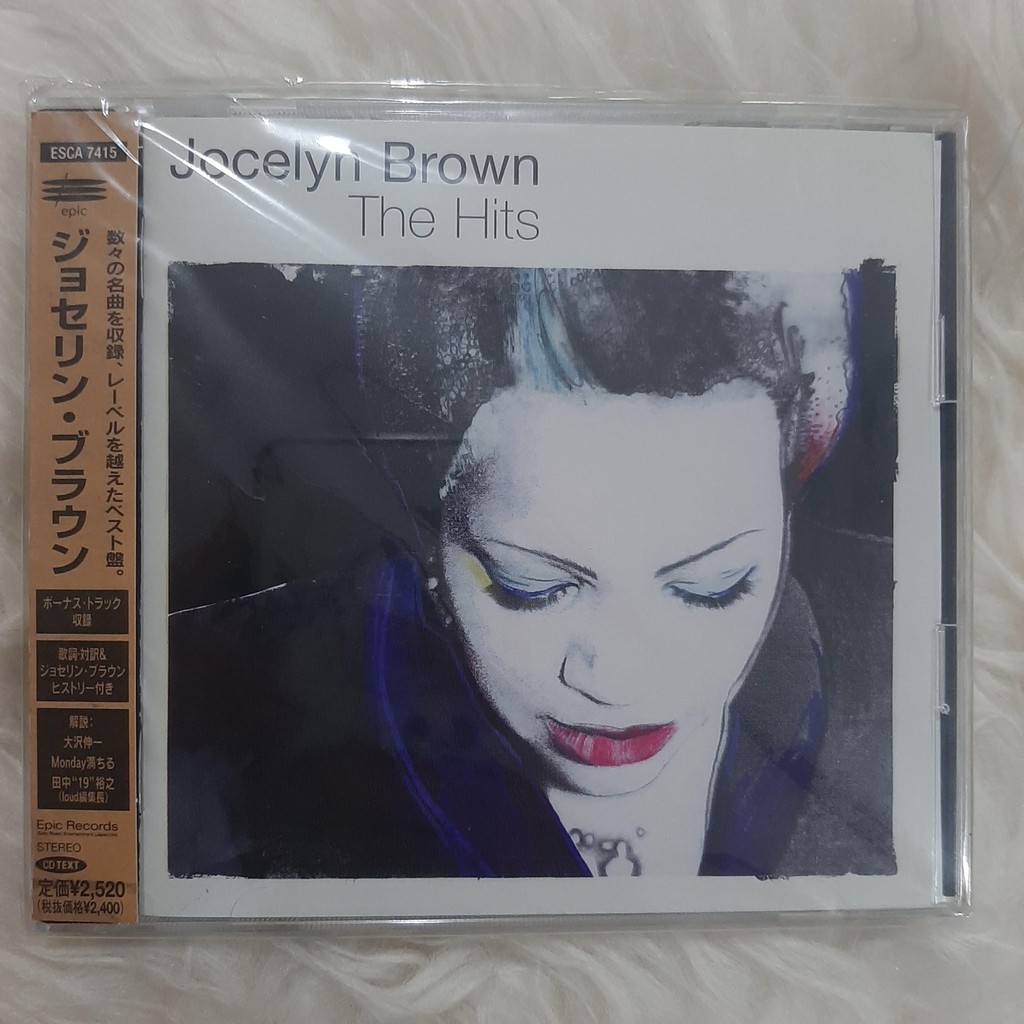 Jocelyn Brown
The Hits
ESCA 7415
epic
数々の名曲を収録、レーベルを越えたベスト盤。
ジョセリン・ブラウン
ボーナス・トラック
収録
歌詞・対訳&
ジョセリン・ブラウン
ヒストリー付き
解説:
大沢伸一
Monday満ちる
田中"19"裕之
(loud編集長)
Epic Records
STEREO
CD TEXT
定価¥2,520
(税抜価格¥2,400)